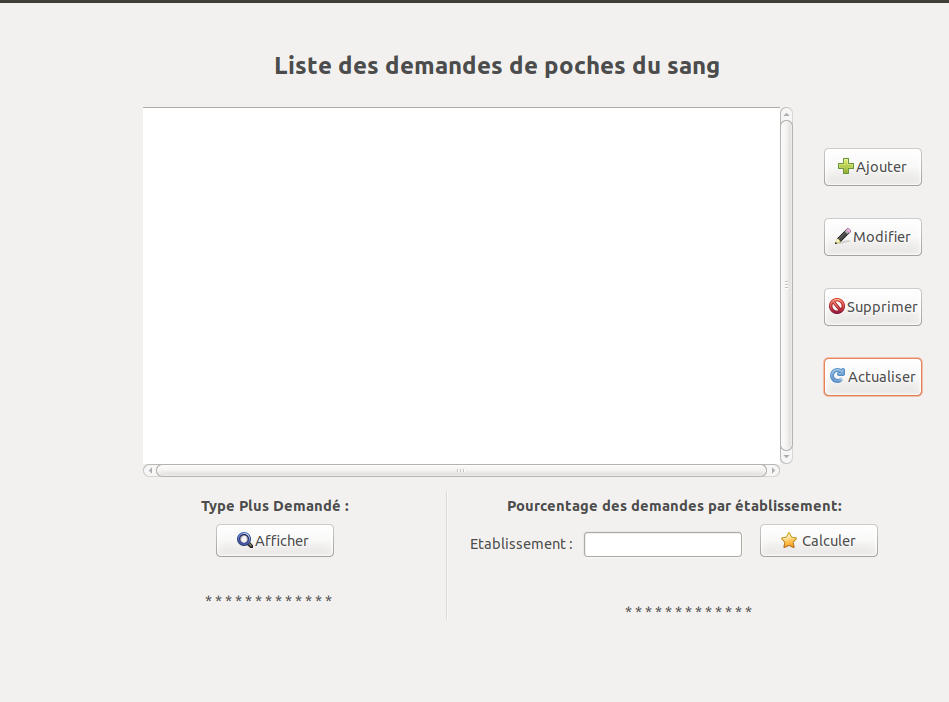 Liste des demandes de poches du sang
Ajouter
Modifier
Supprimer
Actualiser
Type Plus Demandé :
Afficher
* * * * * * * * * * * * *
Pourcentage des demandes par établissement:
Etablissement :
Calculer
* * * * * * * * * * * * *